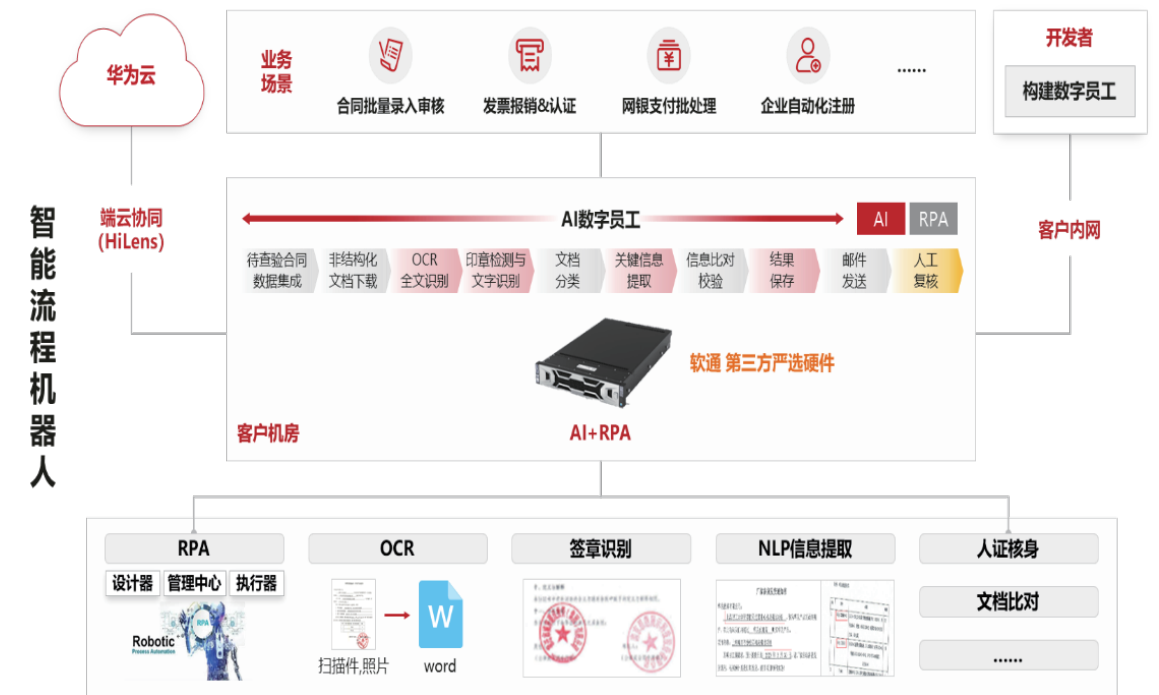 智能流程机器人
华为云
端云协同
(HiLens)
业务
场景
合同批量录入审核
发票报销&认证
网银支付批处理
企业自动化注册
......
开发者
构建数字员工
客户内网
AI数字员工
AI
RPA
待查验合同
数据集成
非结构化
文档下载
OCR
全文识别
印章检测与
文字识别
文档
分类
关键信息
提取
信息比对
校验
结果
保存
邮件
发送
人工
复核
软通 第三方严选硬件
客户机房
AI+RPA
RPA
设计器
管理中心
执行器
RPA
Robotic
Process Automation
OCR
扫描件,照片
W
word
签章识别
NLP信息提取
人证核身
文档比对
......